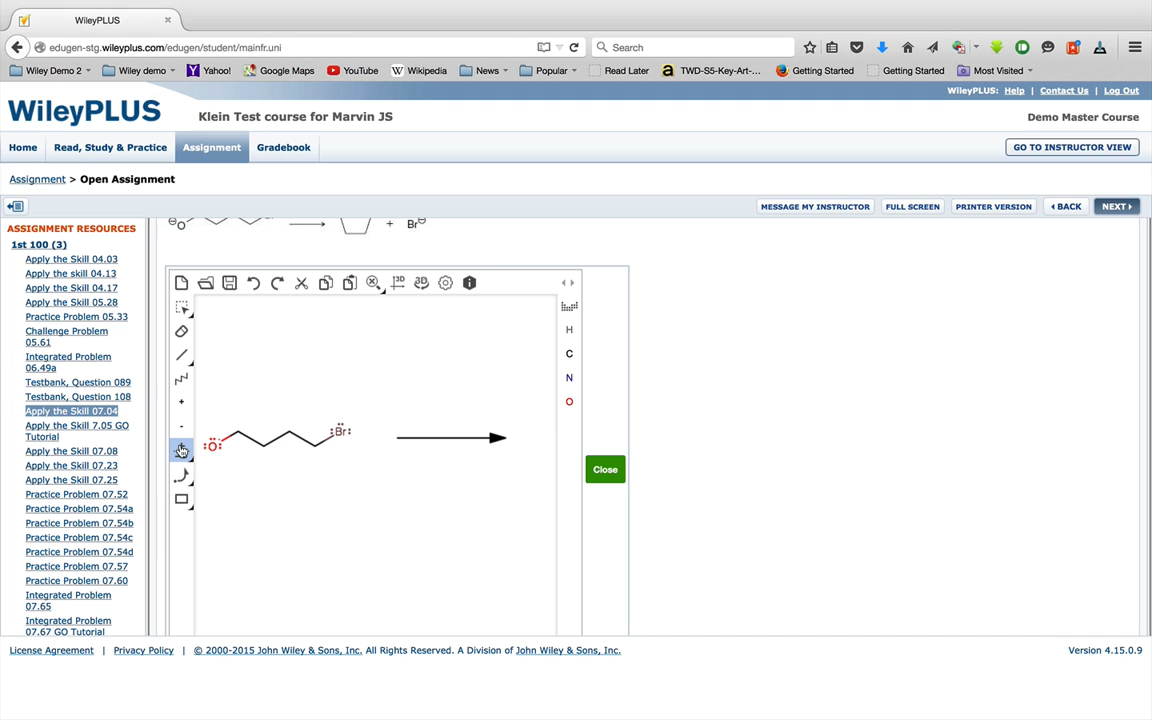 WileyPLUS
edugen-stg.wileyplus.com/edugen/student/mainfr.uni
Search
Wiley Demo 2
Wiley demo
Yahoo!
Google Maps
YouTube
Wikipedia
News
Popular
Read Later
TWD-S5-Key-Art-...
Getting Started
Getting Started
Most Visited
WileyPLUS: Help | Contact Us | Log Out
WileyPLUS
Klein Test course for Marvin JS
Demo Master Course
Home
Read, Study & Practice
Assignment
Gradebook
GO TO INSTRUCTOR VIEW
Assignment > Open Assignment
MESSAGE MY INSTRUCTOR
FULL SCREEN
PRINTER VERSION
BACK
NEXT
ASSIGNMENT RESOURCES
1st 100 (3)
Apply the Skill 04.03
Apply the skill 04.13
Apply the Skill 04.17
Apply the Skill 05.28
Practice Problem 05.33
Challenge Problem
05.61
Integrated Problem
06.49a
Testbank, Question 089
Testbank, Question 108
Apply the Skill 07.04
Apply the Skill 7.05 GO
Tutorial
Apply the Skill 07.08
Apply the Skill 07.23
Apply the Skill 07.25
Practice Problem 07.52
Practice Problem 07.54a
Practice Problem 07.54b
Practice Problem 07.54c
Practice Problem 07.54d
Practice Problem 07.57
Practice Problem 07.60
Integrated Problem
07.65
Integrated Problem
07.67 GO Tutorial
⊖O + Br⊖
3D
3D
H
C
N
O
:O:
:Br:
Close
License Agreement | Privacy Policy | © 2000-2015 John Wiley & Sons, Inc. All Rights Reserved. A Division of John Wiley & Sons, Inc.
Version 4.15.0.9